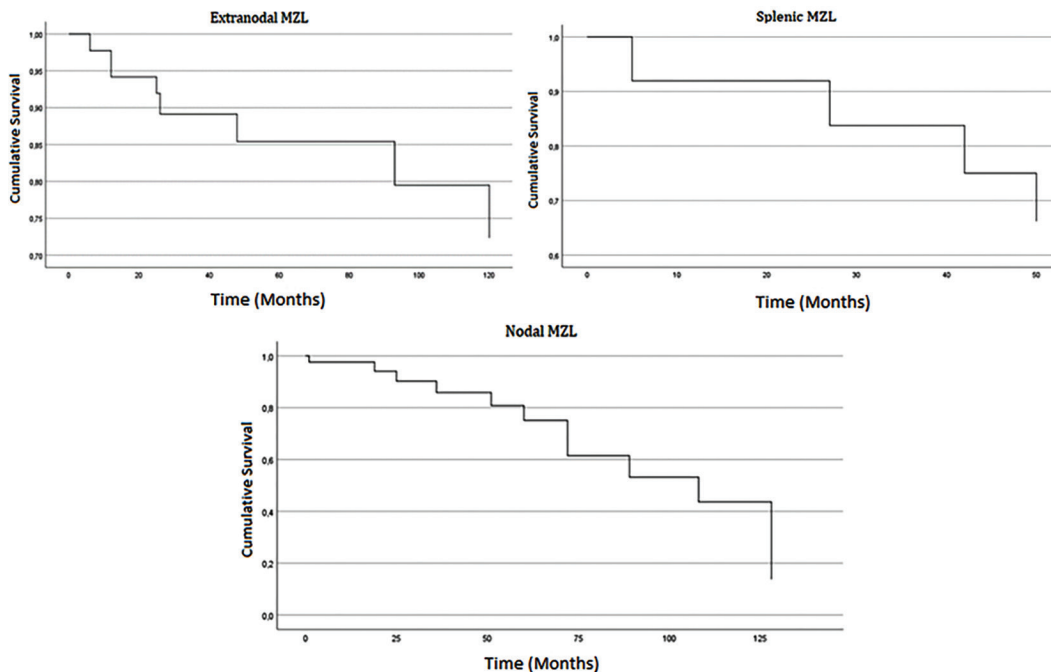 Extranodal MZL
1,00
0,95
0,90
0,85
0,80
0,75
0,70
Cumulative Survival
0 20 40 60 80 100 120
Time (Months)
Splenic MZL
1,0
0,9
0,8
0,7
0,6
Cumulative Survival
0 10 20 30 40 50
Time (Months)
Nodal MZL
1,0
0,8
0,6
0,4
0,2
0,0
Cumulative Survival
0 25 50 75 100 125
Time (Months)